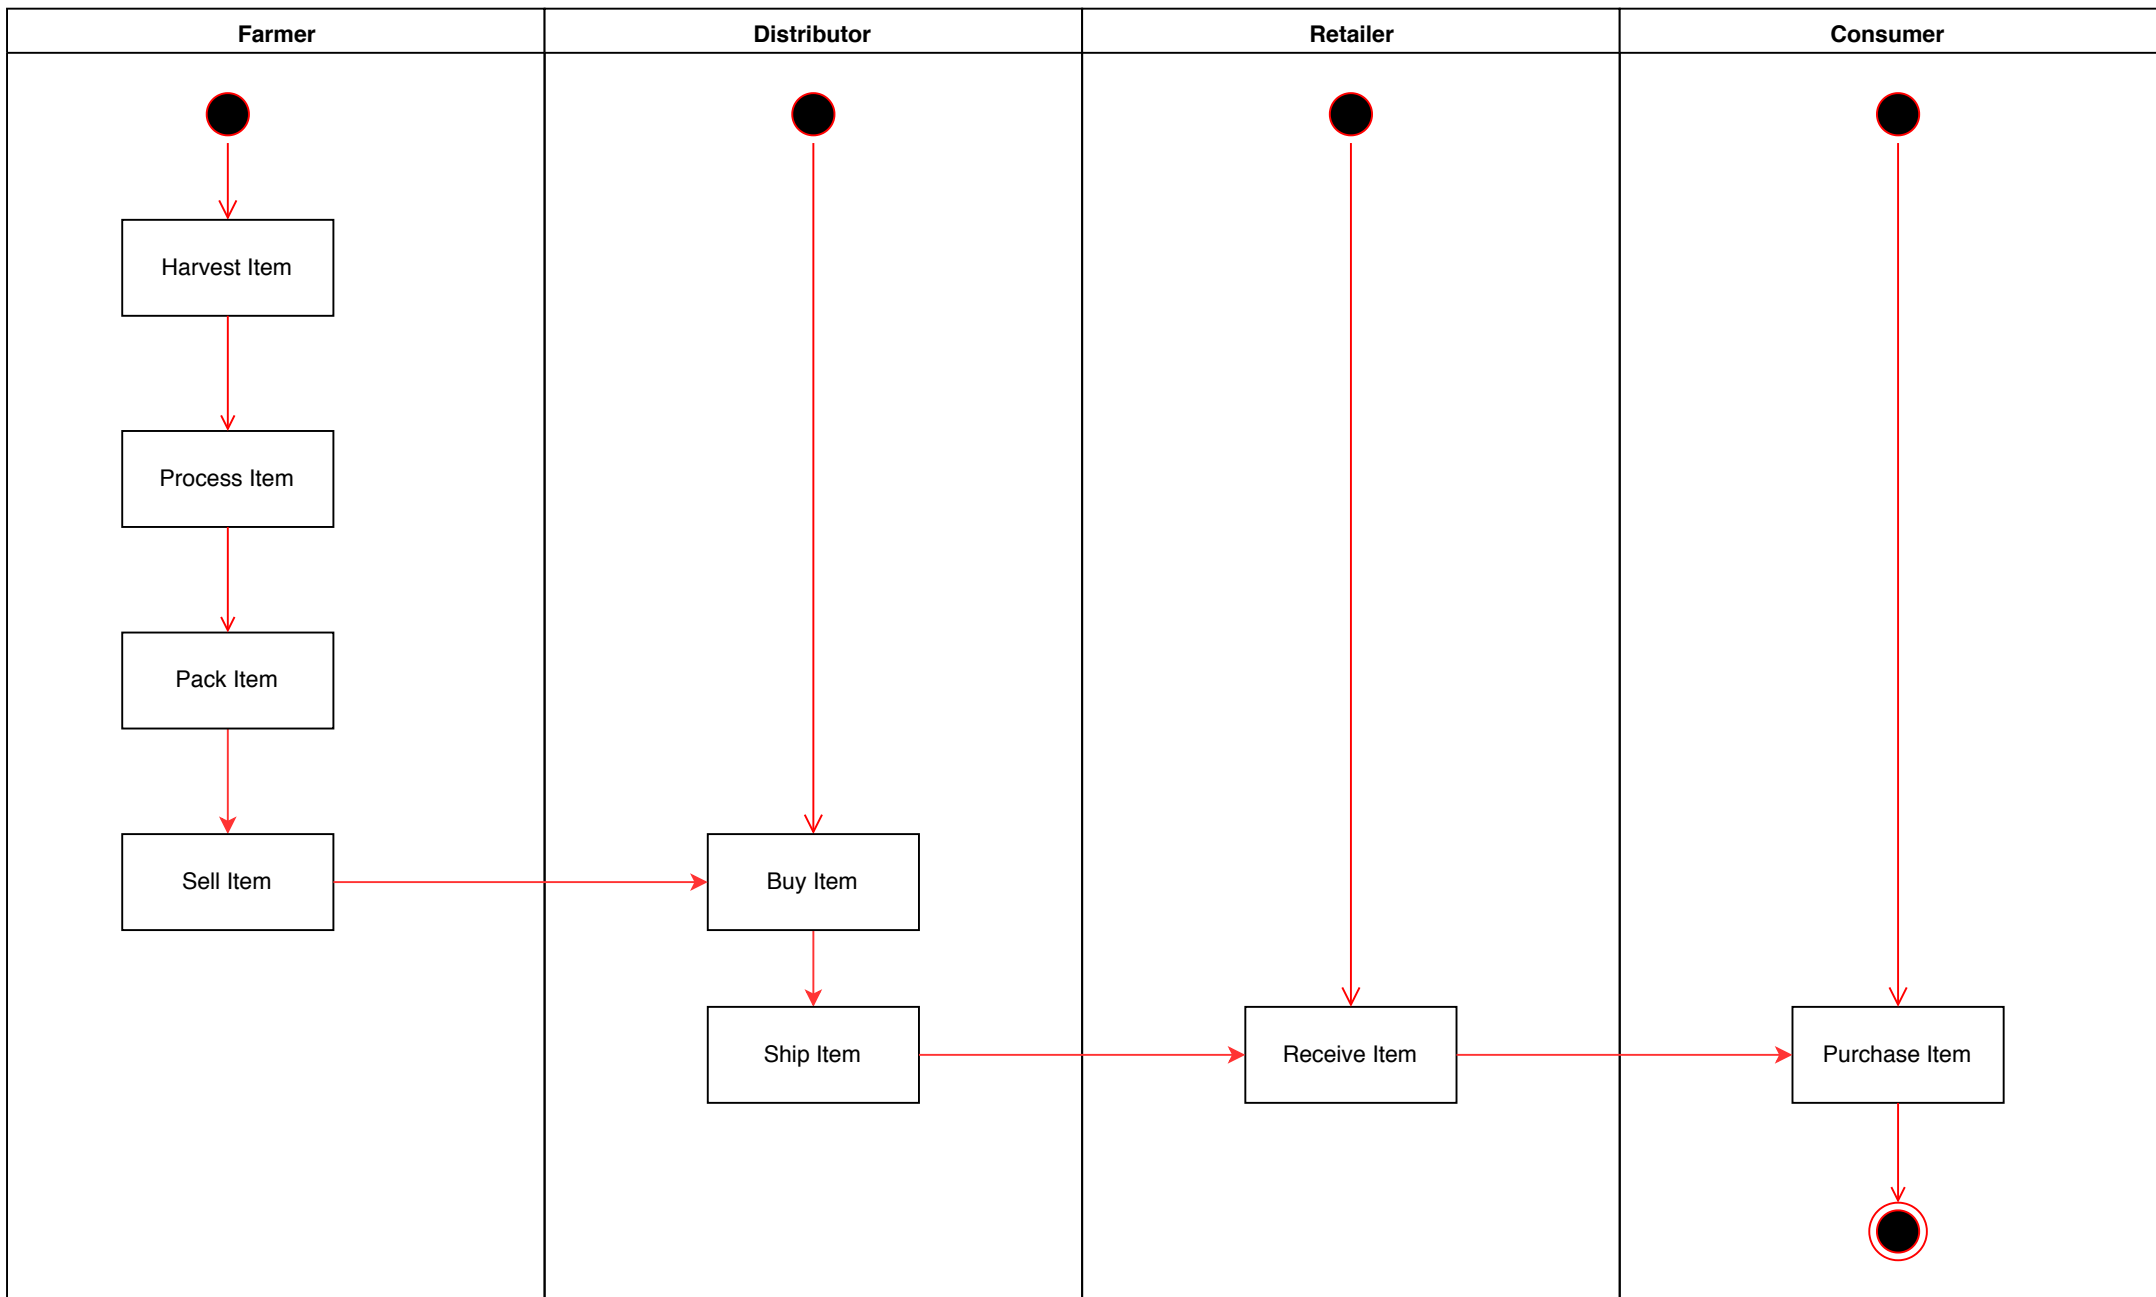 Farmer
Distributor
Retailer
Consumer
Harvest Item
Process Item
Pack Item
Sell Item
Buy Item
Ship Item
Receive Item
Purchase Item